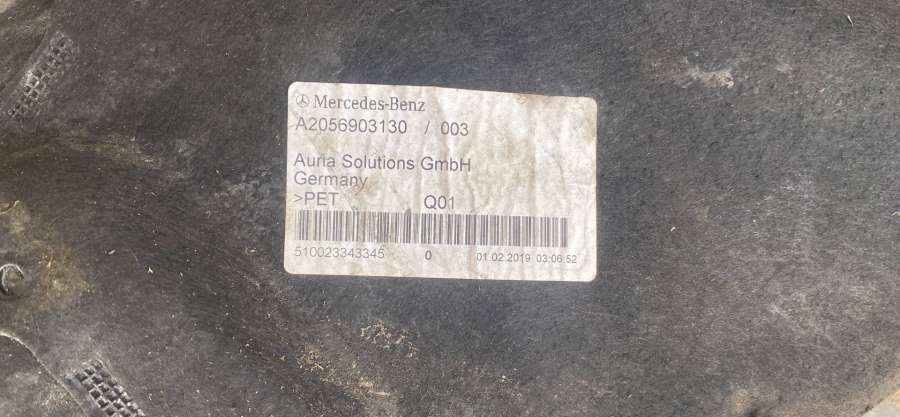 Mercedes-Benz
A2056903130 / 003
Auria Solutions GmbH
Germany
>PET Q01
510023343345 0 01.02.2019 03:06:52